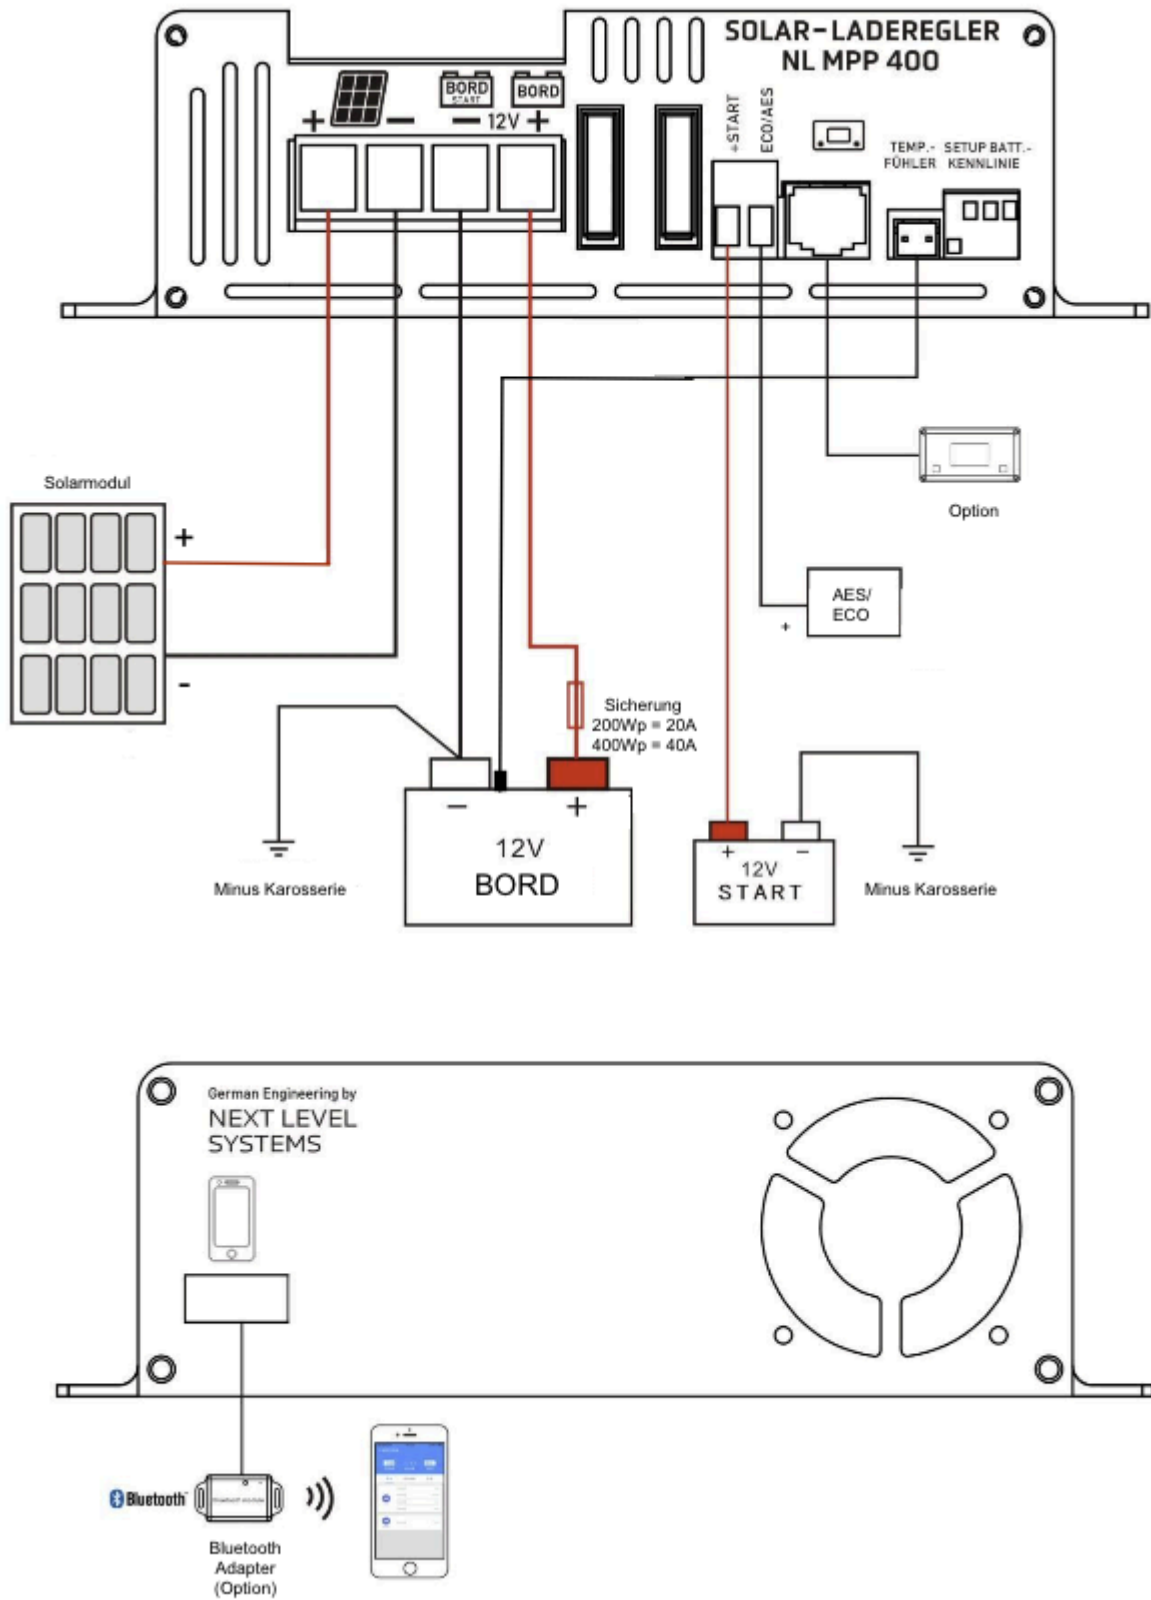 SOLAR-LADEREGLER
NL MPP 400
BORD
START
BORD
+ - - 12V +
+START
ECO/AES
TEMP.-
FÜHLER
SETUP BATT.-
KENNLINIE
Solarmodul
+
-
Option
AES/
ECO
+
Sicherung
200Wp = 20A
400Wp = 40A
- +
12V
BORD
+ -
12V
START
Minus Karosserie
Minus Karosserie
German Engineering by
NEXT LEVEL
SYSTEMS
Bluetooth
Bluetooth
Adapter
(Option)